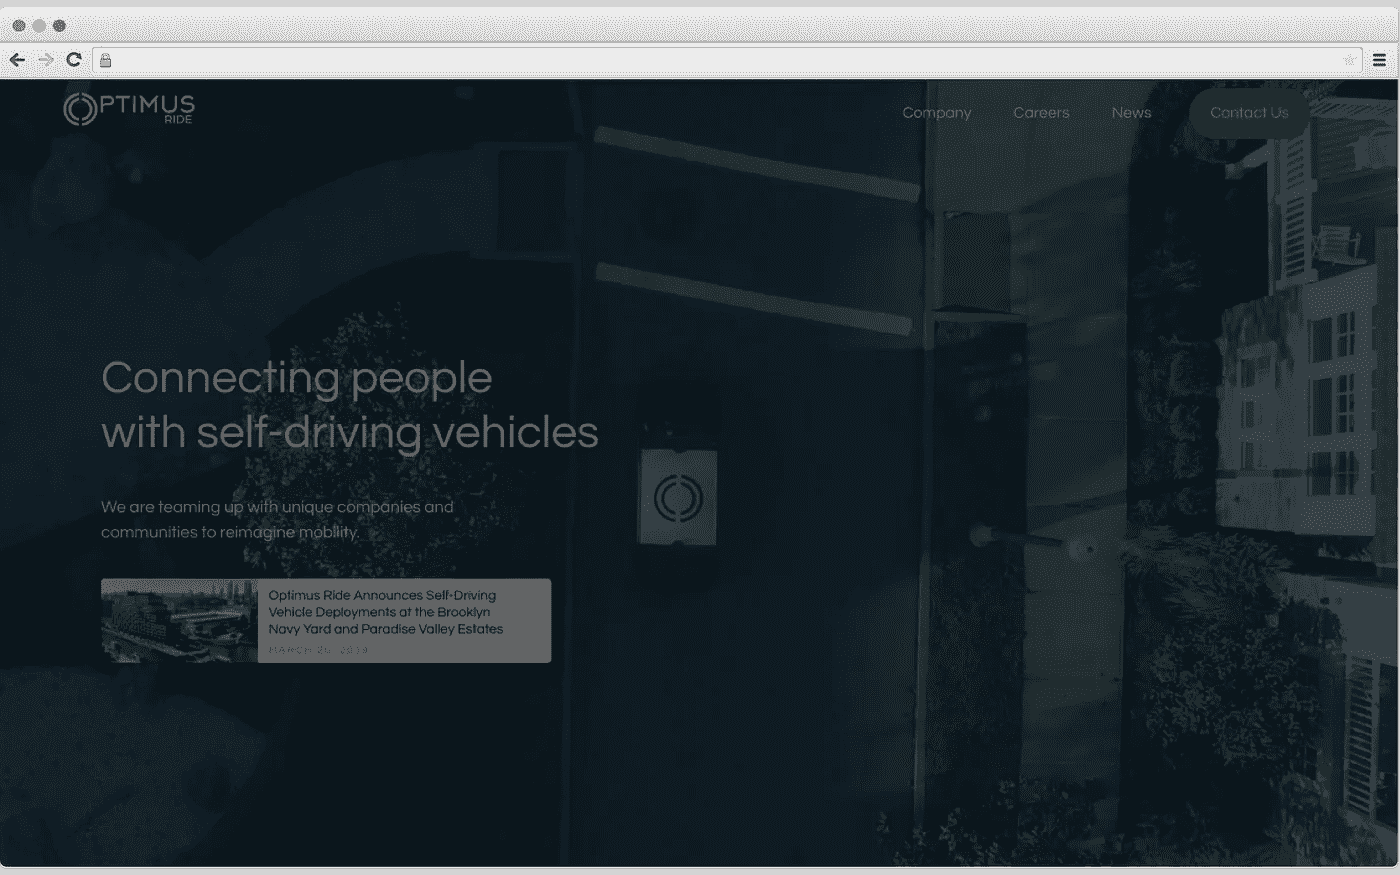 OPTIMUS
RIDE
Company
Careers
News
Contact Us
Connecting people
with self-driving vehicles
We are teaming up with unique companies and
communities to reimagine mobility.
Optimus Ride Announces Self-Driving
Vehicle Deployments at the Brooklyn
Navy Yard and Paradise Valley Estates
MARCH 26, 2019